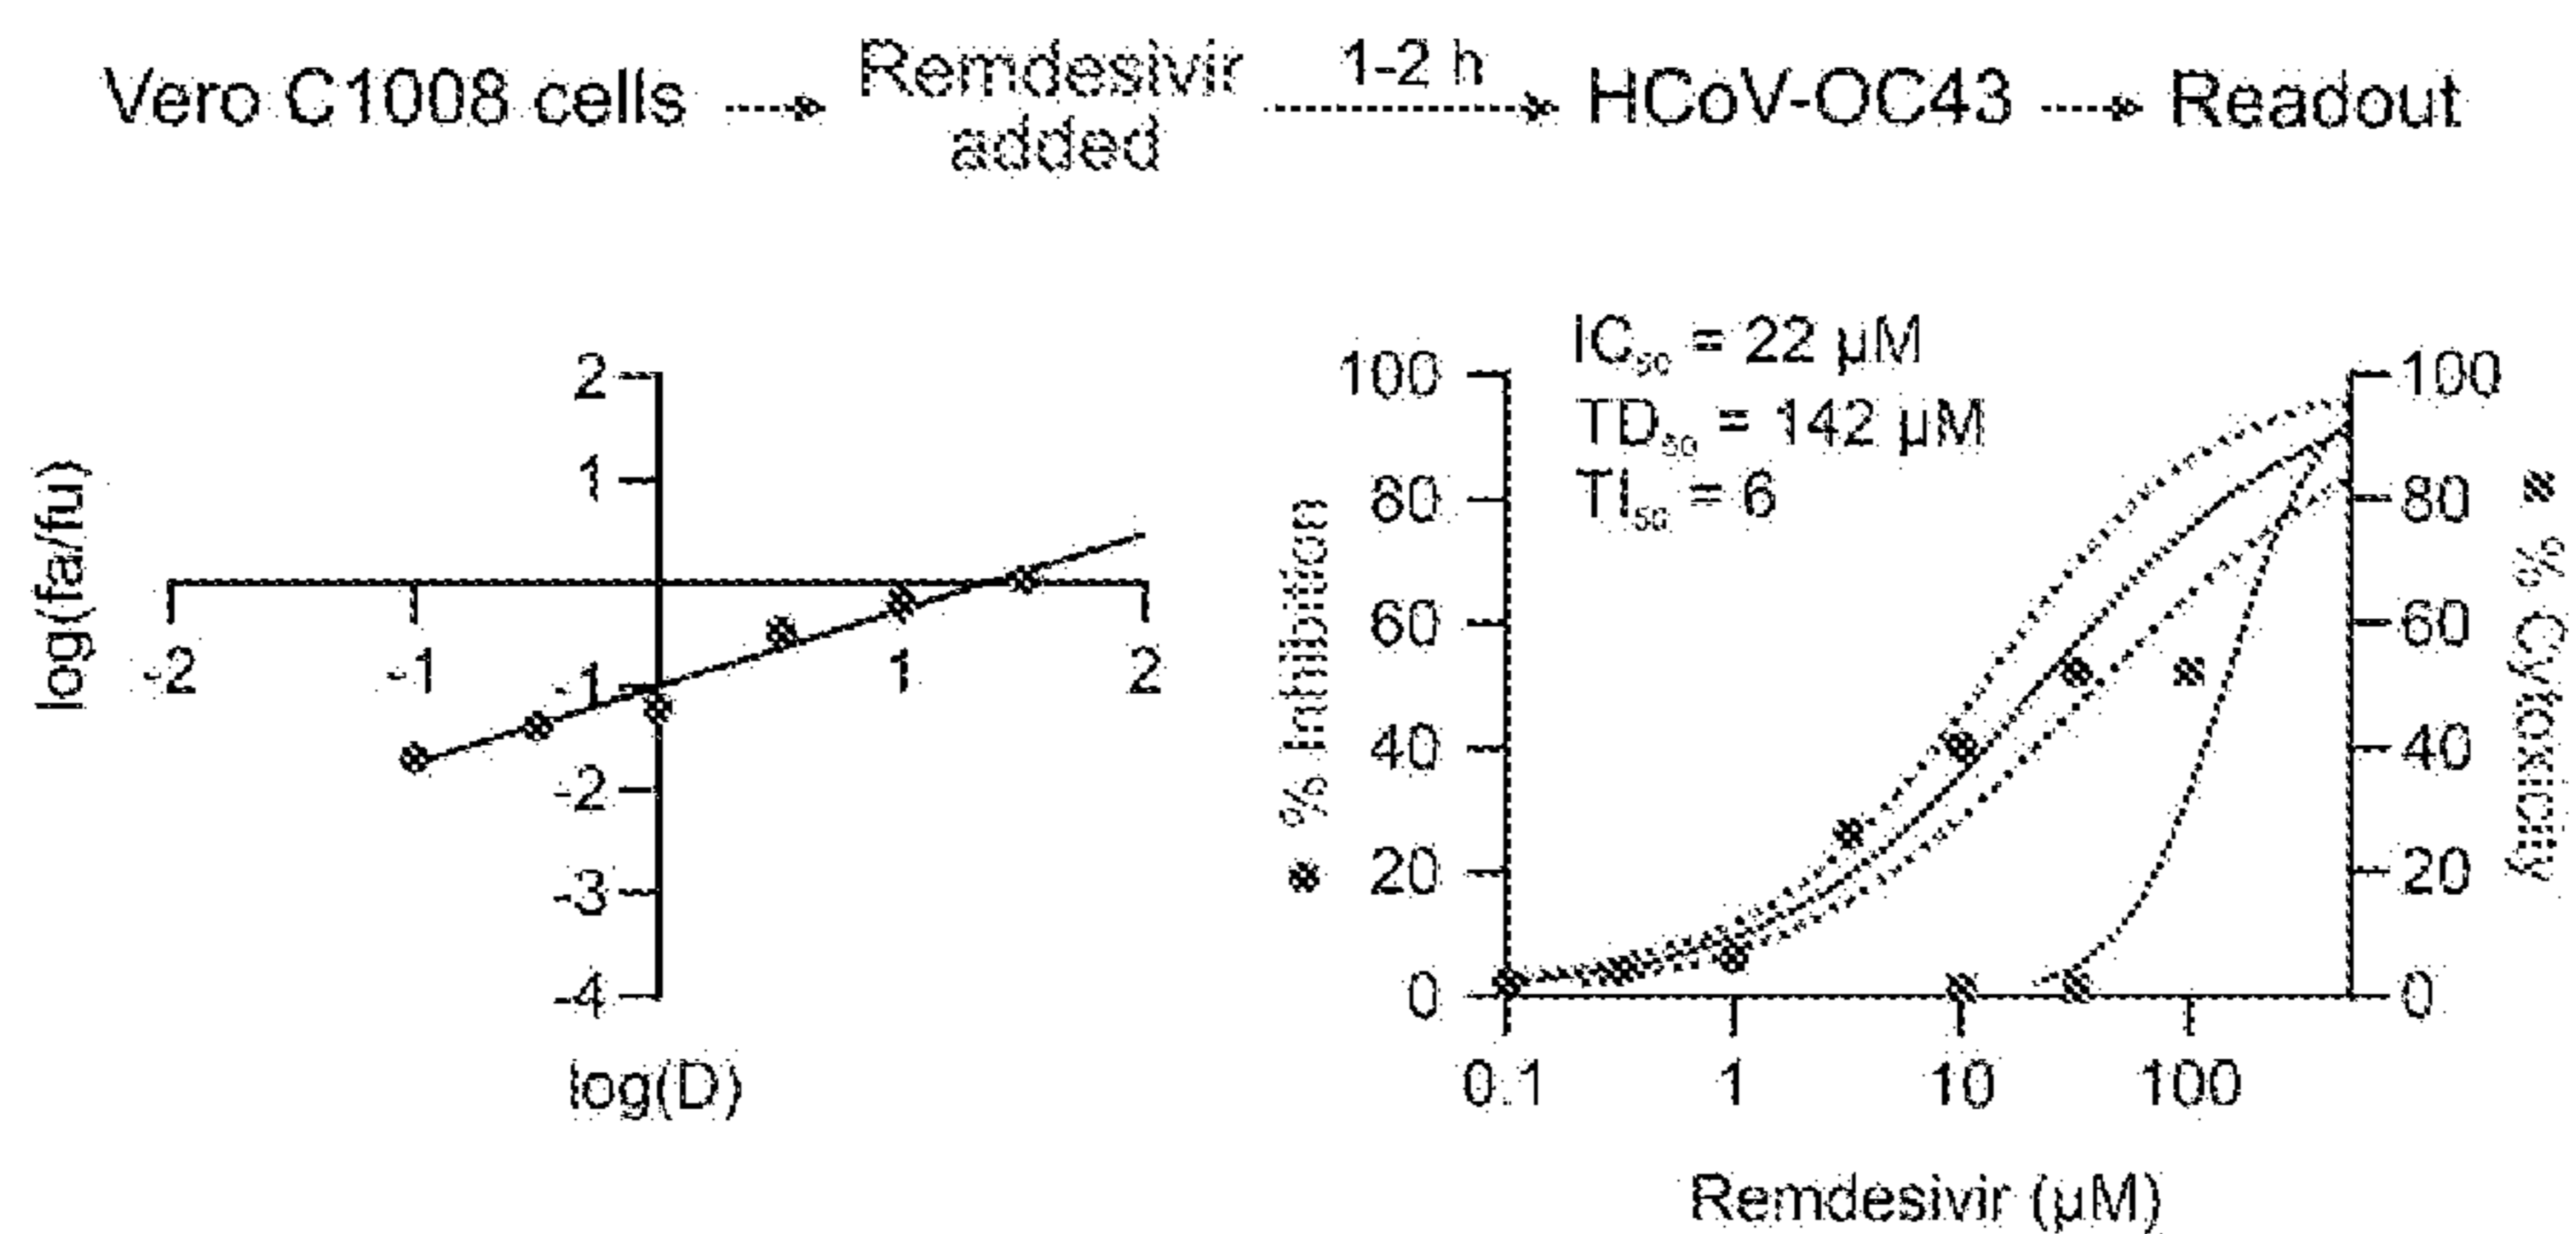 Vero C1008 cells
Remdesivir
added
1-2 h
HCoV-OC43
Readout
log(fa/fu)
2
1
-2
-1
-1
1
2
-2
-3
-4
log(D)
IC50 = 22 µM
TD50 = 142 µM
TI50 = 6
% Inhibition
100
80
60
40
20
0
100
80
60
40
20
0
% Cytoxicity
0.1
1
10
100
Remdesivir (µM)